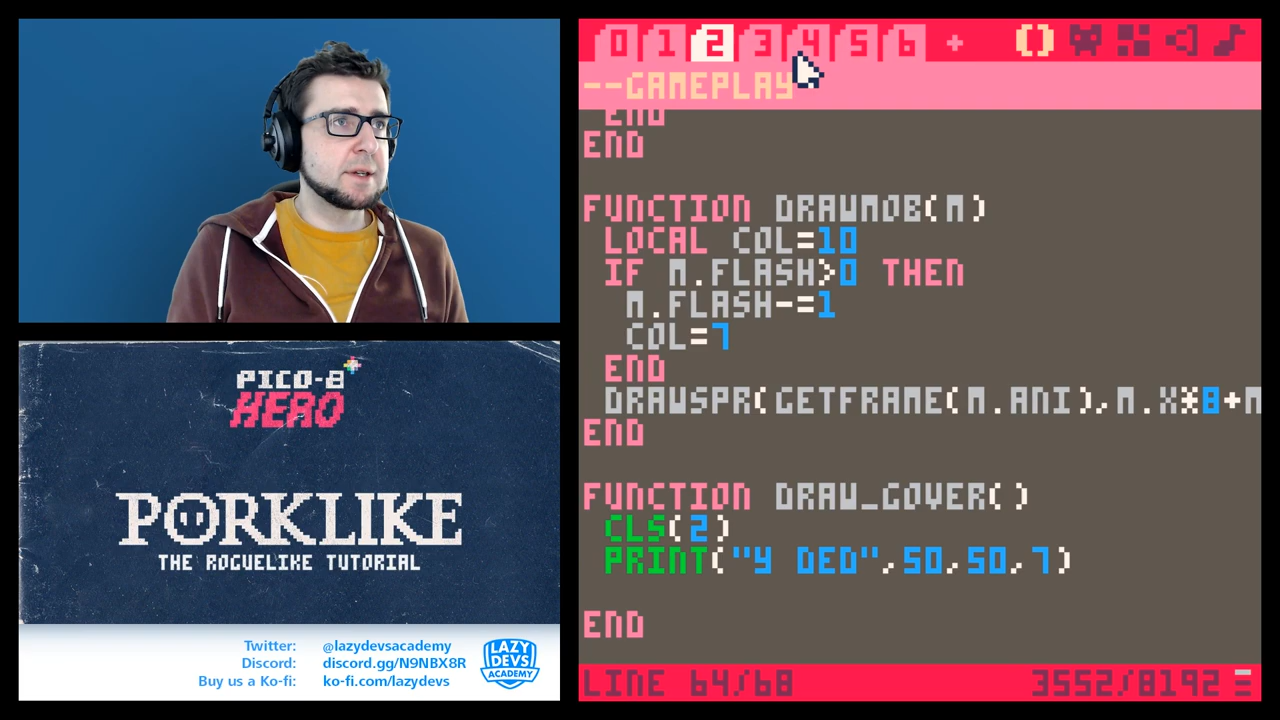 PICO-8
HERO
PORKLIKE
THE ROGUELIKE TUTORIAL
Twitter: @lazydevsacademy
Discord: discord.gg/N9NBX8R
Buy us a Ko-fi: ko-fi.com/lazydevs
LAZY
DEVS
ACADEMY
0 1 2 3 4 5 6 +
--GAMEPLAY
END
END
FUNCTION DRAWMOB(M)
LOCAL COL=10
IF M.FLASH>0 THEN
M.FLASH-=1
COL=7
END
DRAWSPR(GETFRAME(M.ANI),M.X*8+M
END
FUNCTION DRAW_GOVER()
CLS(2)
PRINT("Y DED",50,50,7)
END
LINE 64/68 3552/8192